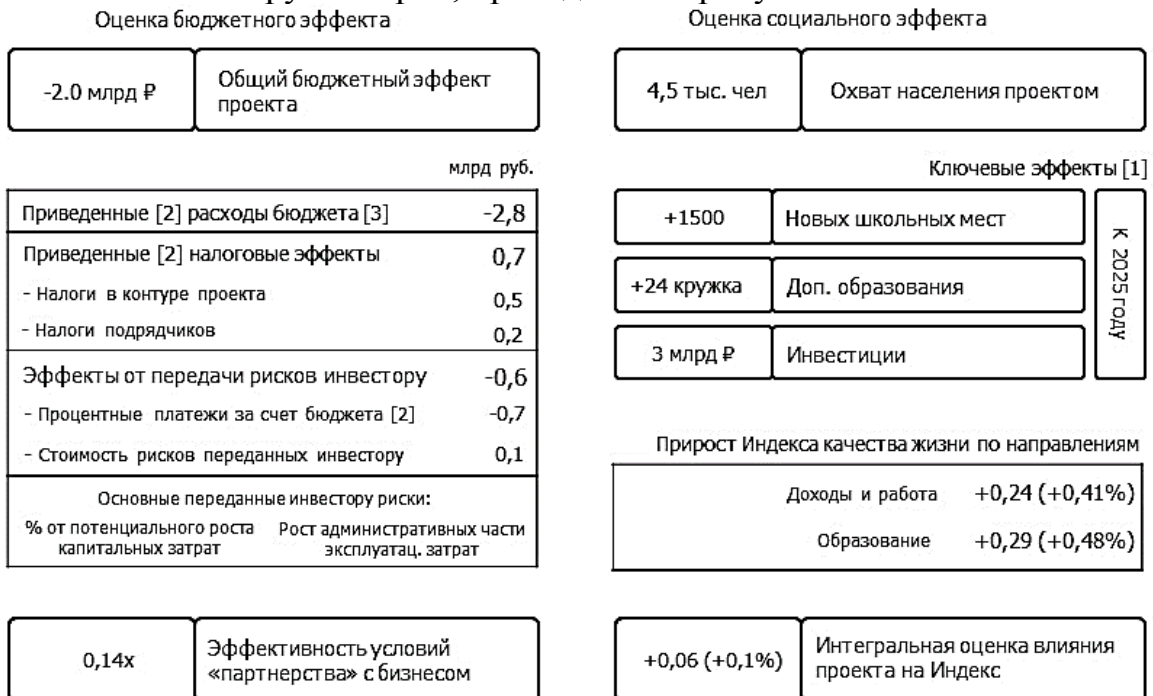 Оценка бюджетного эффекта
-2.0 млрд ₽
Общий бюджетный эффект
проекта
млрд руб.
Приведенные [2] расходы бюджета [3] -2,8
Приведенные [2] налоговые эффекты 0,7
- Налоги в контуре проекта 0,5
- Налоги подрядчиков 0,2
Эффекты от передачи рисков инвестору -0,6
- Процентные платежи за счет бюджета [2] -0,7
- Стоимость рисков переданных инвестору 0,1
Основные переданные инвестору риски:
% от потенциального роста
капитальных затрат
Рост административных части
эксплуатац. затрат
0,14x
Эффективность условий
«партнерства» с бизнесом
Оценка социального эффекта
4,5 тыс. чел
Охват населения проектом
Ключевые эффекты [1]
+1500 Новых школьных мест
+24 кружка Доп. образования
3 млрд ₽ Инвестиции
К 2025 году
Прирост Индекса качества жизни по направлениям
Доходы и работа +0,24 (+0,41%)
Образование +0,29 (+0,48%)
+0,06 (+0,1%)
Интегральная оценка влияния
проекта на Индекс